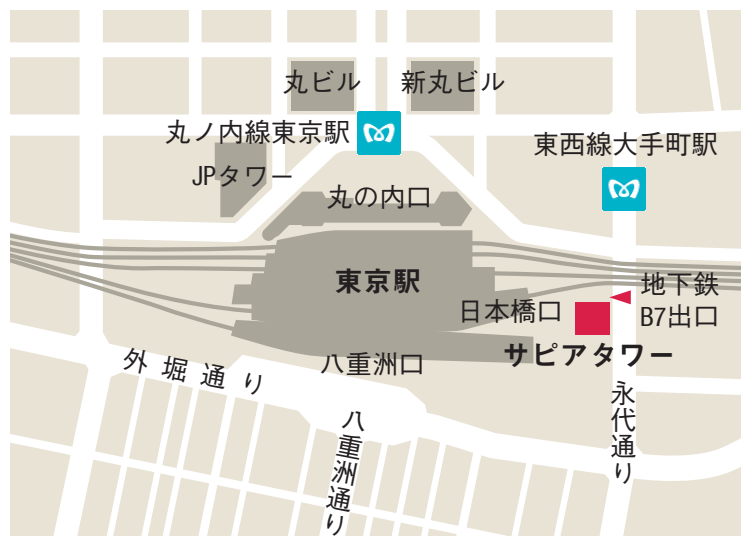 丸ビル
新丸ビル
丸ノ内線東京駅
東西線大手町駅
JPタワー
丸の内口
東京駅
地下鉄
B7出口
日本橋口
サピアタワー
八重洲口
外堀通り
永代通り
八重洲通り